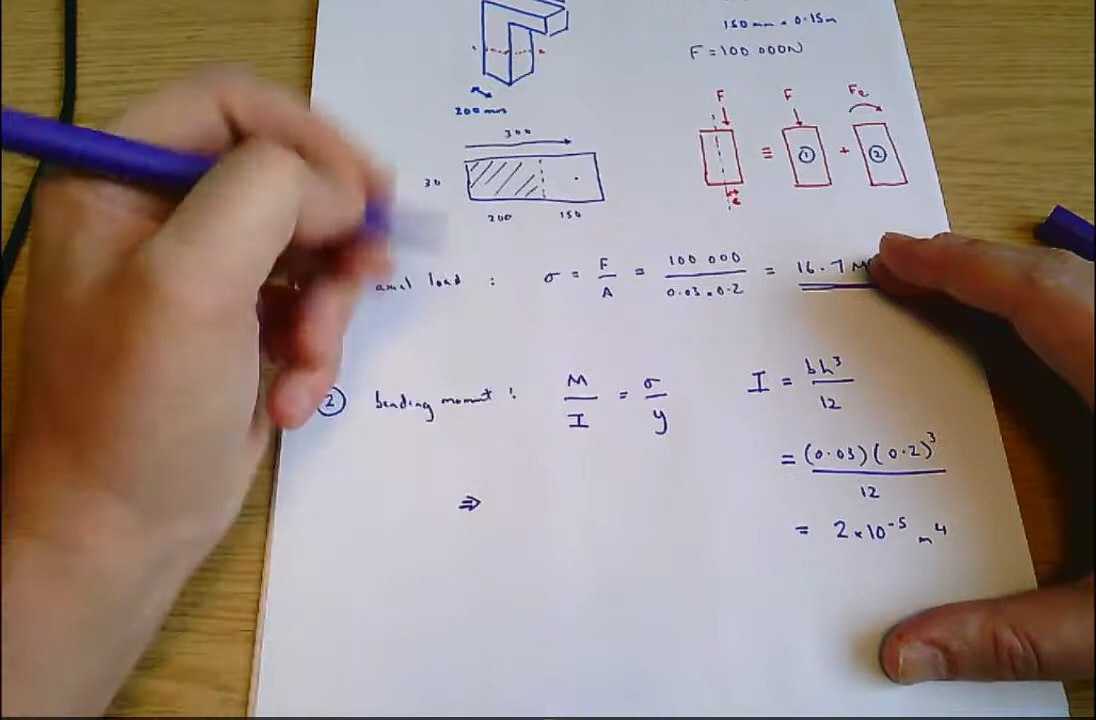 150 mm = 0.15m
F = 100 000N
200 mm
300
30
200 150
F F Fe
≡ ① + ②
e
axial load : σ = F/A = 100 000 / 0.03 × 0.2 = 16.7
② bending moment : M/I = σ/y
I = bh³/12
= (0.03)(0.2)³/12
= 2×10⁻⁵ m⁴
⇒